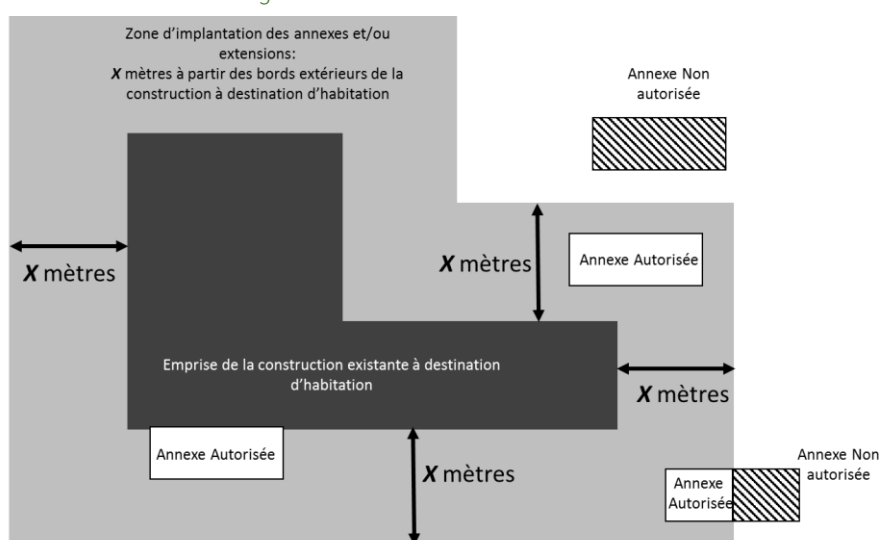 Zone d'implantation des annexes et/ou
extensions:
X mètres à partir des bords extérieurs de la
construction à destination d'habitation
Annexe Non
autorisée
X mètres
X mètres
Annexe Autorisée
Emprise de la construction existante à destination
d'habitation
X mètres
Annexe Autorisée
X mètres
Annexe
Autorisée
Annexe Non
autorisée